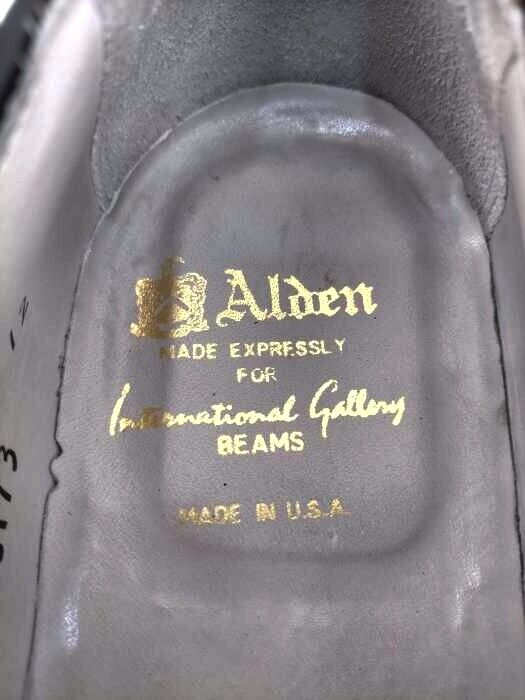 Alden
MADE EXPRESSLY
FOR
International Gallery
BEAMS
MADE IN U.S.A.